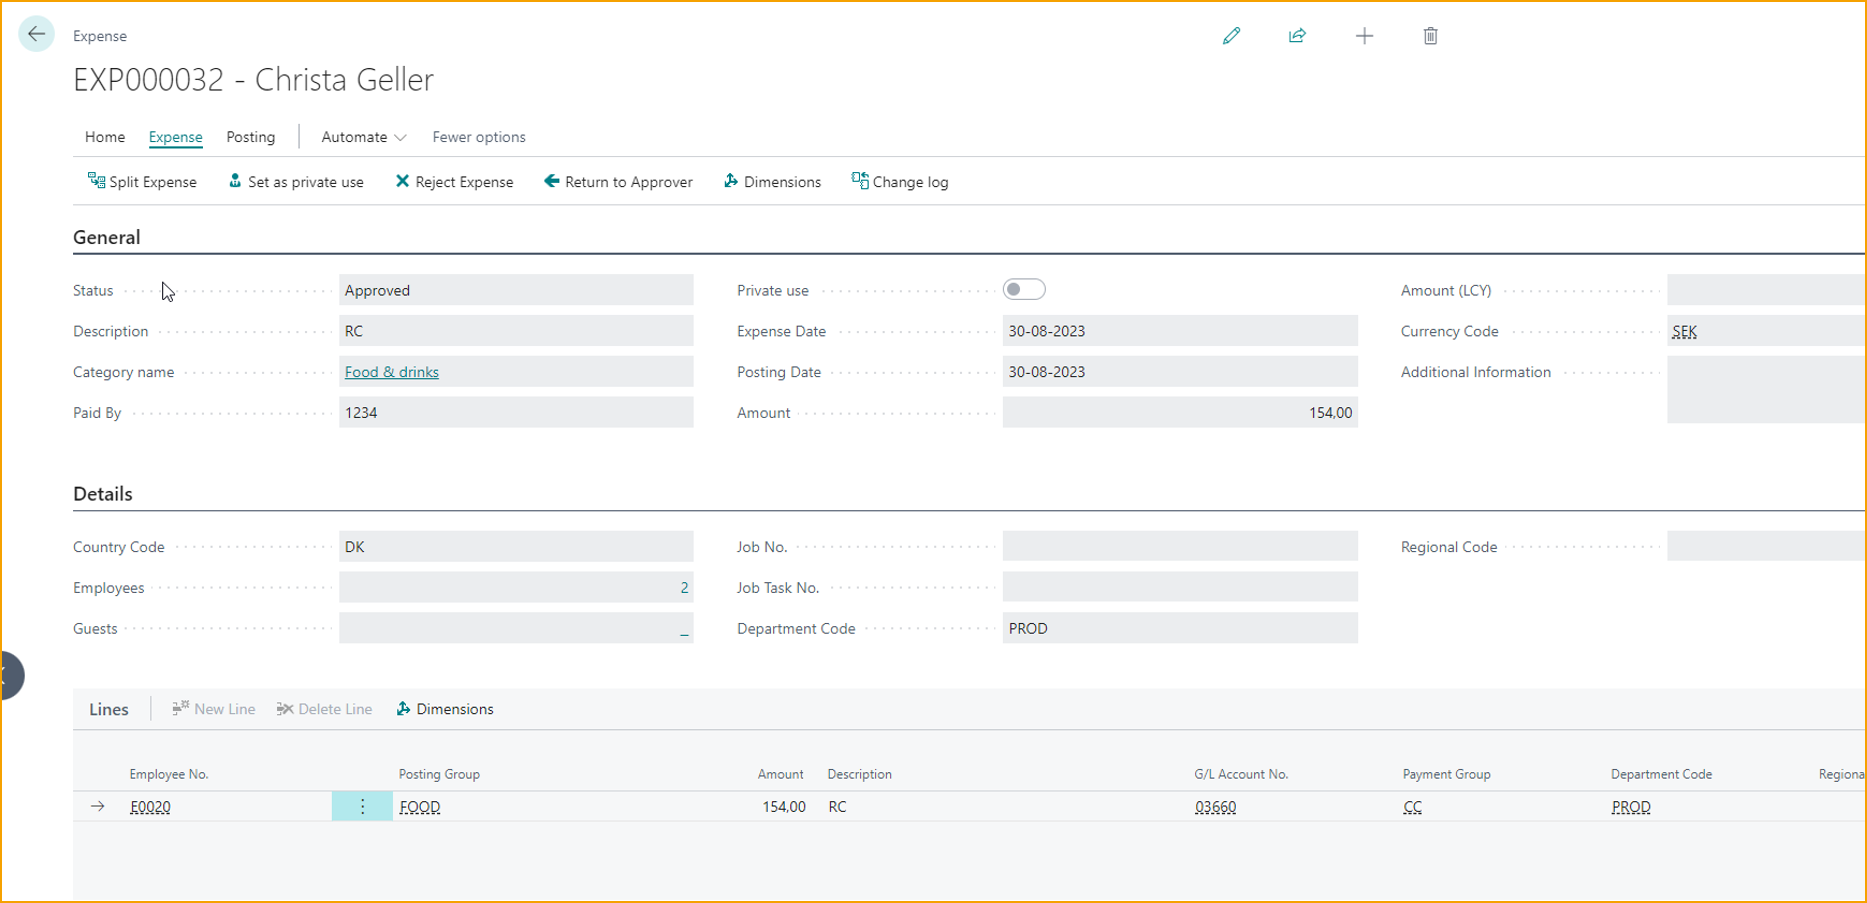 Expense
EXP000032 - Christa Geller
Home Expense Posting Automate Fewer options
Split Expense Set as private use Reject Expense Return to Approver Dimensions Change log
General
Status Approved Private use Amount (LCY)
Description RC Expense Date 30-08-2023 Currency Code SEK
Category name Food & drinks Posting Date 30-08-2023 Additional Information
Paid By 1234 Amount 154,00
Details
Country Code DK Job No. Regional Code
Employees 2 Job Task No.
Guests _ Department Code PROD
Lines New Line Delete Line Dimensions
Employee No. Posting Group Amount Description G/L Account No. Payment Group Department Code Regiona
E0020 FOOD 154,00 RC 03660 CC PROD